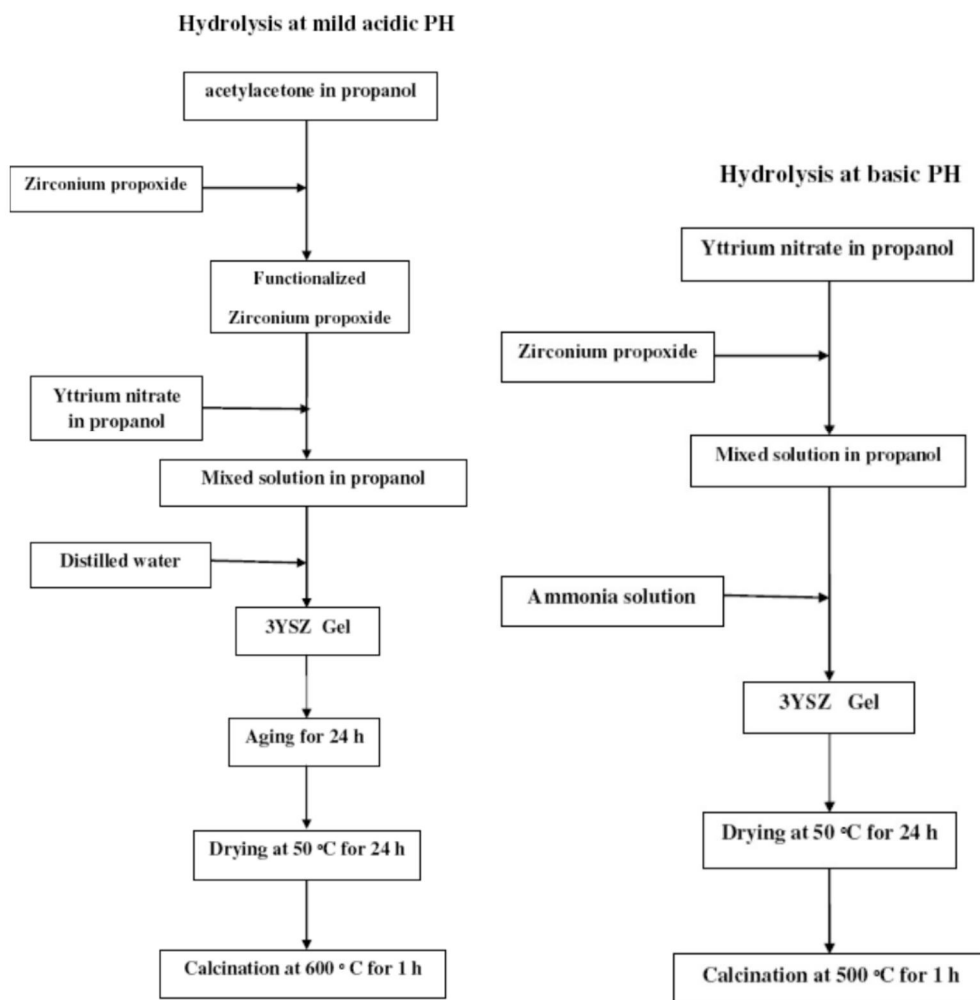 Hydrolysis at mild acidic PH
acetylacetone in propanol
Zirconium propoxide
Functionalized
Zirconium propoxide
Yttrium nitrate
in propanol
Mixed solution in propanol
Distilled water
3YSZ Gel
Aging for 24 h
Drying at 50 °C for 24 h
Calcination at 600 ° C for 1 h
Hydrolysis at basic PH
Yttrium nitrate in propanol
Zirconium propoxide
Mixed solution in propanol
Ammonia solution
3YSZ Gel
Drying at 50 °C for 24 h
Calcination at 500 °C for 1 h